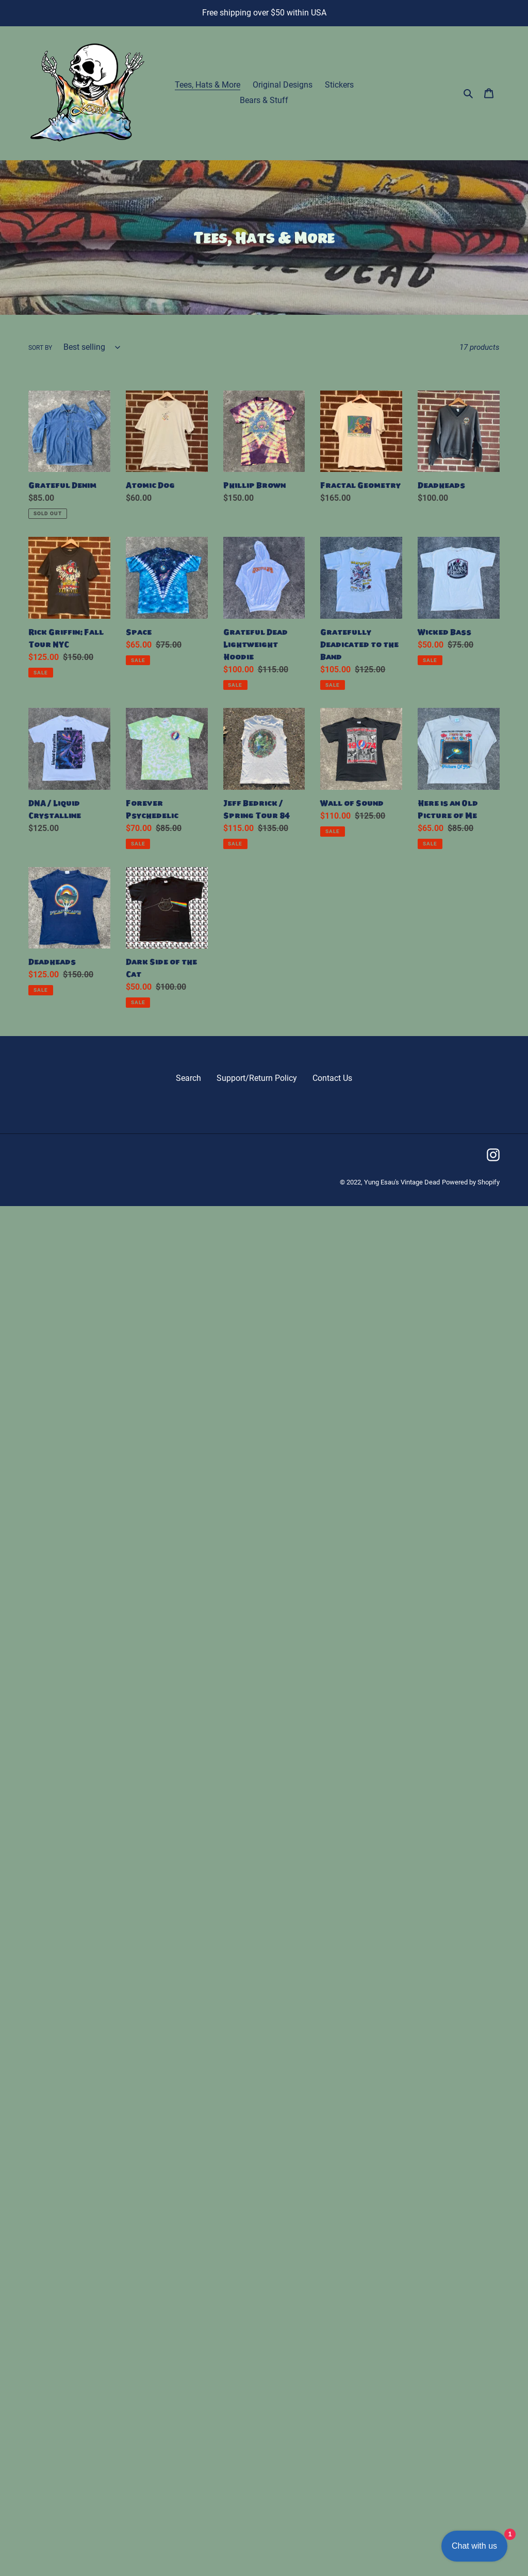 Free shipping over $50 within USA
Tees, Hats & More
Original Designs
Stickers
Bears & Stuff
Tees, Hats & More
THE DEAD
SORT BY
Best selling
17 products
Grateful Denim
$85.00
SOLD OUT
Atomic Dog
$60.00
Phillip Brown
$150.00
Fractal Geometry
$165.00
Deadheads
$100.00
Rick Griffin: Fall
Tour NYC
$125.00 $150.00
SALE
Space
$65.00 $75.00
SALE
Grateful Dead
Lightweight
Hoodie
$100.00 $115.00
SALE
Gratefully
Deadicated to the
Band
$105.00 $125.00
SALE
Wicked Bass
$50.00 $75.00
SALE
DNA / Liquid
Crystalline
$125.00
Forever
Psychedelic
$70.00 $85.00
SALE
Jeff Bedrick /
Spring Tour 84
$115.00 $135.00
SALE
Wall of Sound
$110.00 $125.00
SALE
Here is an Old
Picture of Me
$65.00 $85.00
SALE
Deadheads
$125.00 $150.00
SALE
Dark Side of the
Cat
$50.00 $100.00
SALE
Search
Support/Return Policy
Contact Us
© 2022, Yung Esau's Vintage Dead Powered by Shopify
1
Chat with us